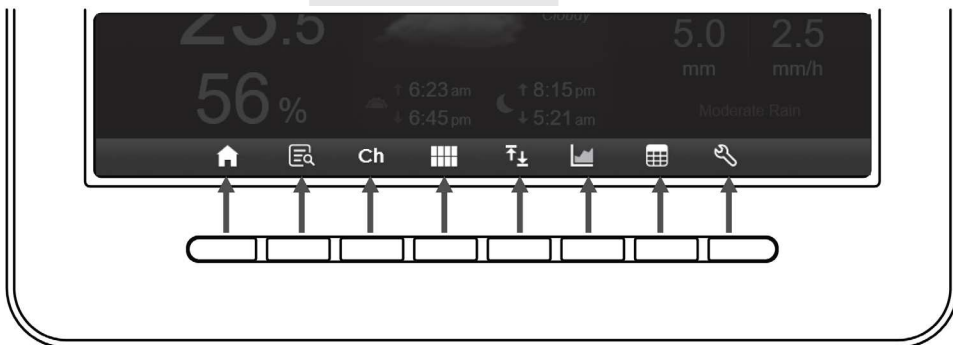 23.5
Cloudy
5.0 2.5
mm mm/h
56%
↑ 6:23 am ↑ 8:15 pm
↓ 6:45 pm ↓ 5:21 am
Moderate Rain
Ch